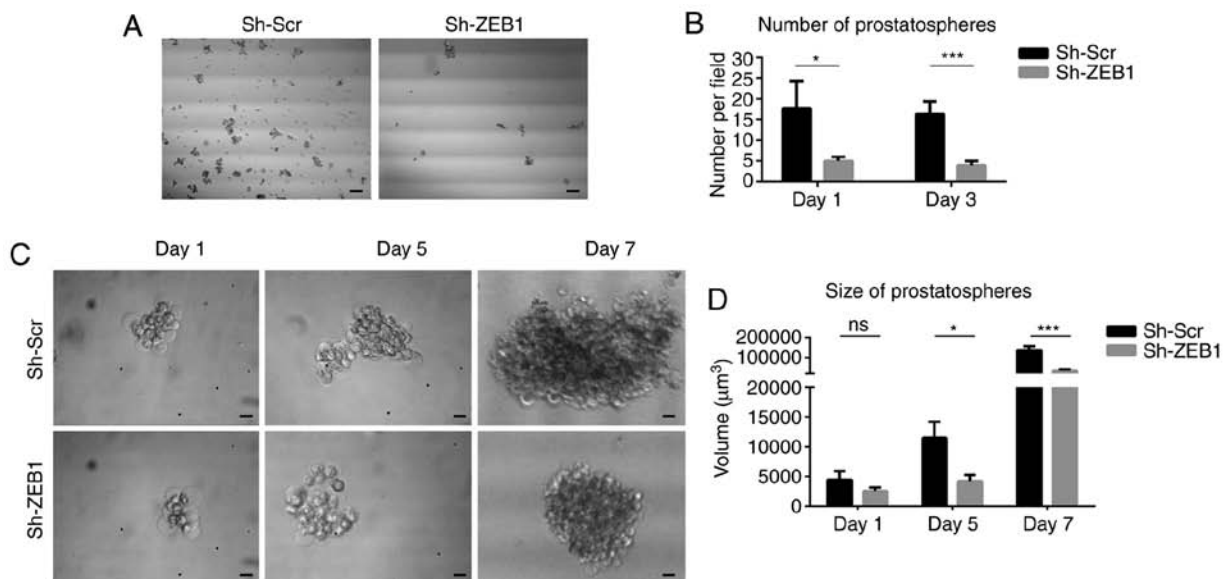 A
Sh-Scr
Sh-ZEB1
B
Number of prostatospheres
Number per field
25
20
15
10
5
0
*
***
Sh-Scr
Sh-ZEB1
Day 1
Day 3
C
Day 1
Day 5
Day 7
Sh-Scr
Sh-ZEB1
D
Size of prostatospheres
Volume (μm³)
200000
100000
20000
15000
10000
5000
0
ns
*
***
Sh-Scr
Sh-ZEB1
Day 1
Day 5
Day 7